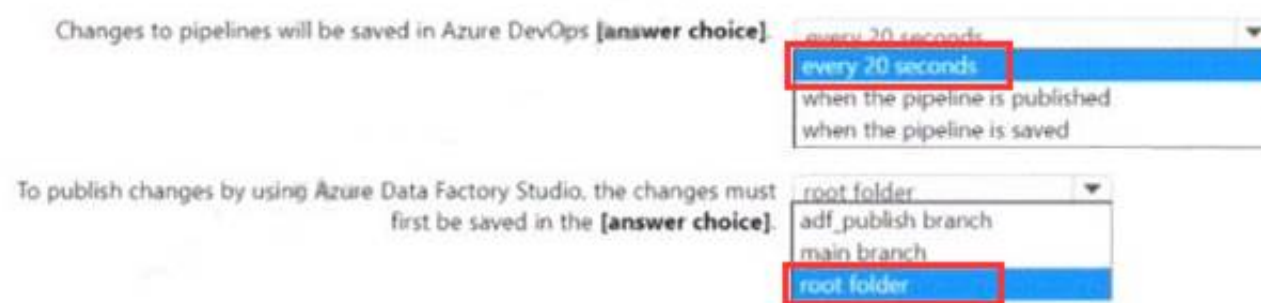 Changes to pipelines will be saved in Azure DevOps [answer choice].
every 20 seconds
every 20 seconds
when the pipeline is published
when the pipeline is saved
To publish changes by using Azure Data Factory Studio, the changes must
first be saved in the [answer choice].
root folder
adf_publish branch
main branch
root folder